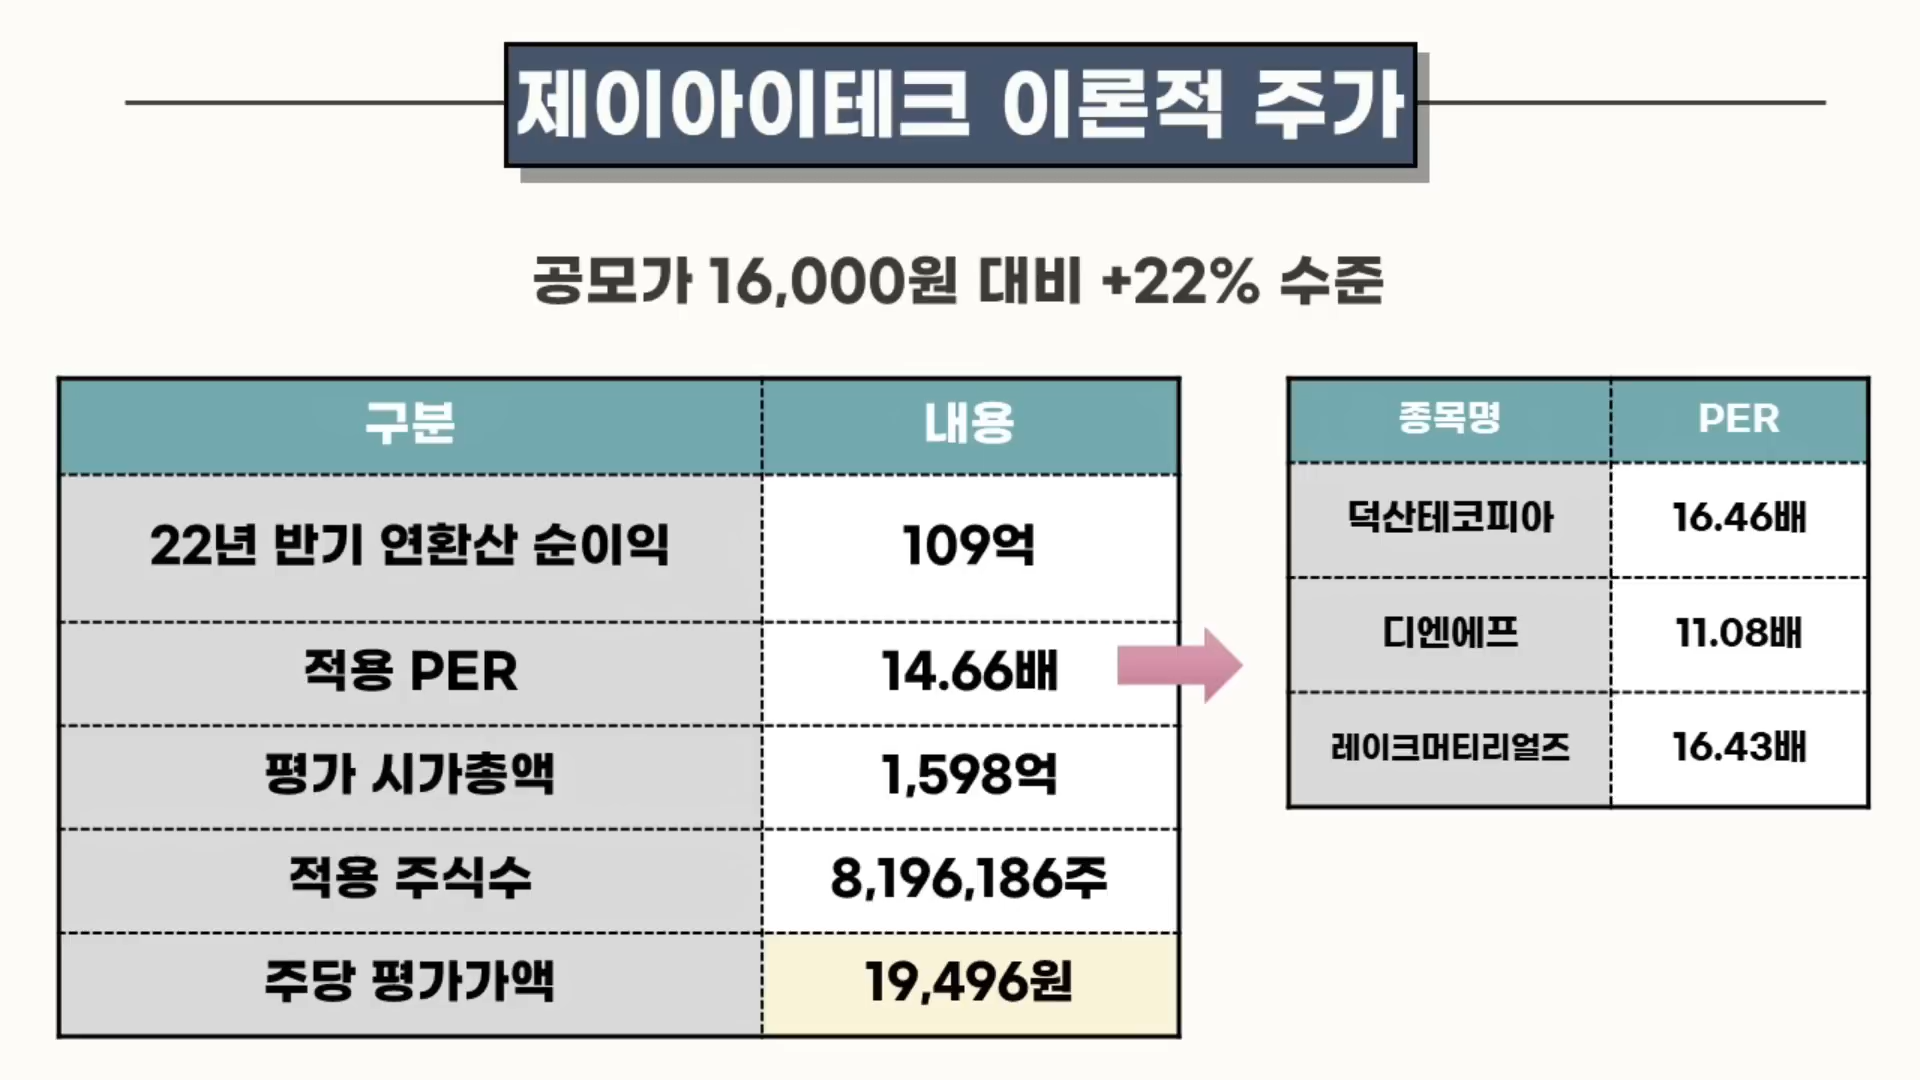 제이아이테크 이론적 주가
공모가 16,000원 대비 +22% 수준
구분 내용
22년 반기 연환산 순이익 109억
적용 PER 14.66배
평가 시가총액 1,598억
적용 주식수 8,196,186주
주당 평가가액 19,496원
종목명 PER
덕산테코피아 16.46배
디엔에프 11.08배
레이크머티리얼즈 16.43배